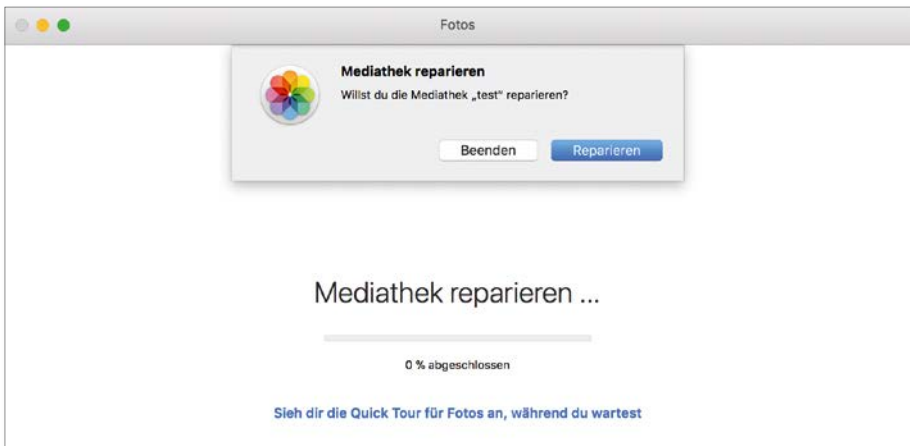 Fotos
Mediathek reparieren
Willst du die Mediathek „test“ reparieren?
Beenden Reparieren
Mediathek reparieren ...
0 % abgeschlossen
Sieh dir die Quick Tour für Fotos an, während du wartest